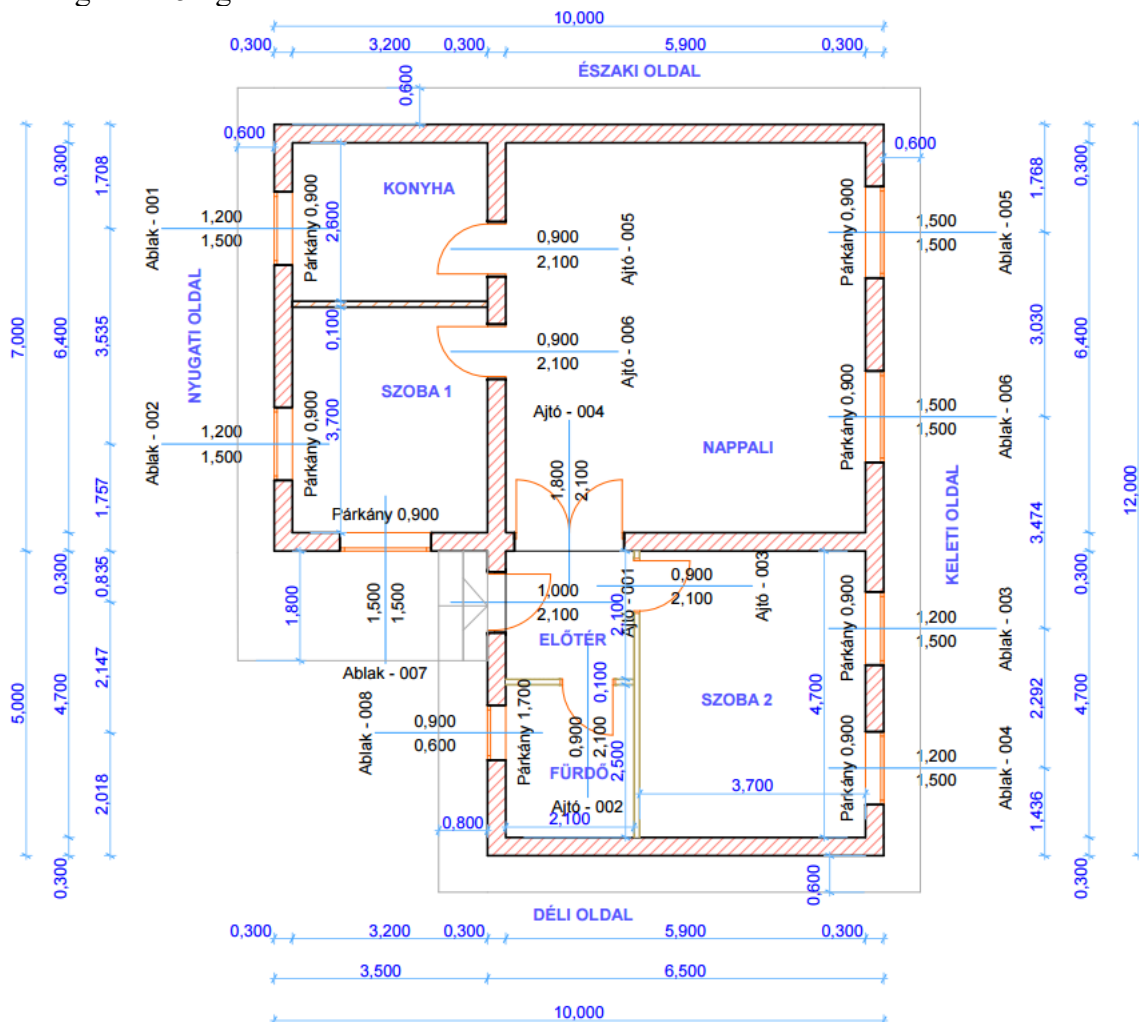 10,000
0,300 3,200 0,300 5,900 0,300
ÉSZAKI OLDAL
0,600
0,600
0,600
NYUGATI OLDAL
KELETI OLDAL
7,000
5,000
0,300
6,400
0,300
4,700
0,300
1,708
3,535
1,757
0,835
2,147
2,018
Ablak - 001
1,200
1,500
Párkány 0,900
KONYHA
2,600
0,900
2,100
Ajtó - 005
Párkány 0,900
1,500
1,500
Ablak - 005
1,768
3,030
3,474
2,292
1,436
0,300
6,400
0,300
4,700
0,300
12,000
0,100
0,900
2,100
Ajtó - 006
Ablak - 002
1,200
1,500
Párkány 0,900
SZOBA 1
3,700
Ajtó - 004
1,800
2,100
NAPPALI
Párkány 0,900
1,500
1,500
Ablak - 006
Párkány 0,900
1,800
1,500
1,500
Ablak - 007
1,000
2,100
Ajtó - 001
2,100
0,900
2,100
Ajtó - 003
ELŐTÉR
0,100
Párkány 0,900
1,200
1,500
Ablak - 003
SZOBA 2
4,700
Ablak - 008
0,900
0,600
Párkány 1,700
0,900
2,100
2,500
FÜRDŐ
Ajtó - 002
Párkány 0,900
1,200
1,500
Ablak - 004
3,700
0,800
2,100
0,600
DÉLI OLDAL
0,300 3,200 0,300 5,900 0,300
3,500 6,500
10,000